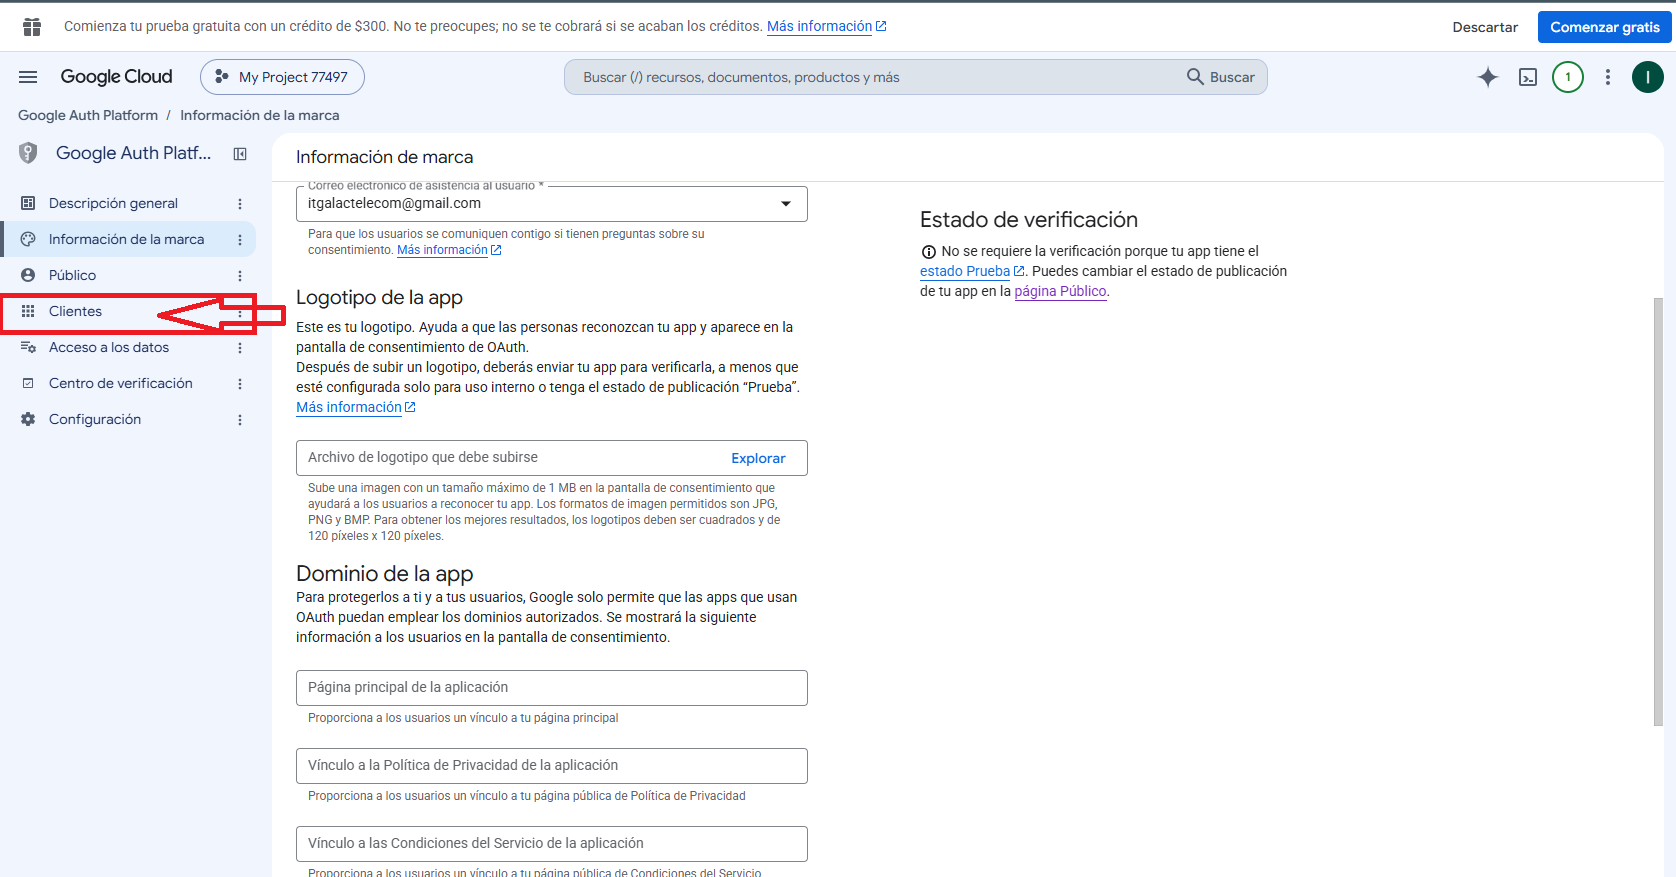 Comienza tu prueba gratuita con un crédito de $300. No te preocupes; no se te cobrará si se acaban los créditos. Más información
Descartar
Comenzar gratis
Google Cloud
My Project 77497
Buscar (/) recursos, documentos, productos y más
Buscar
1
I
Google Auth Platform / Información de la marca
Google Auth Platf...
Descripción general
Información de la marca
Público
Clientes
Acceso a los datos
Centro de verificación
Configuración
Información de marca
Correo electrónico de asistencia al usuario *
itgalactelecom@gmail.com
Para que los usuarios se comuniquen contigo si tienen preguntas sobre su
consentimiento. Más información
Logotipo de la app
Este es tu logotipo. Ayuda a que las personas reconozcan tu app y aparece en la
pantalla de consentimiento de OAuth.
Después de subir un logotipo, deberás enviar tu app para verificarla, a menos que
esté configurada solo para uso interno o tenga el estado de publicación “Prueba”.
Más información
Archivo de logotipo que debe subirse
Explorar
Sube una imagen con un tamaño máximo de 1 MB en la pantalla de consentimiento que
ayudará a los usuarios a reconocer tu app. Los formatos de imagen permitidos son JPG,
PNG y BMP. Para obtener los mejores resultados, los logotipos deben ser cuadrados y de
120 píxeles x 120 píxeles.
Dominio de la app
Para protegerlos a ti y a tus usuarios, Google solo permite que las apps que usan
OAuth puedan emplear los dominios autorizados. Se mostrará la siguiente
información a los usuarios en la pantalla de consentimiento.
Página principal de la aplicación
Proporciona a los usuarios un vínculo a tu página principal
Vínculo a la Política de Privacidad de la aplicación
Proporciona a los usuarios un vínculo a tu página pública de Política de Privacidad
Vínculo a las Condiciones del Servicio de la aplicación
Proporciona a los usuarios un vínculo a tu página pública de Condiciones del Servicio
Estado de verificación
No se requiere la verificación porque tu app tiene el
estado Prueba. Puedes cambiar el estado de publicación
de tu app en la página Público.